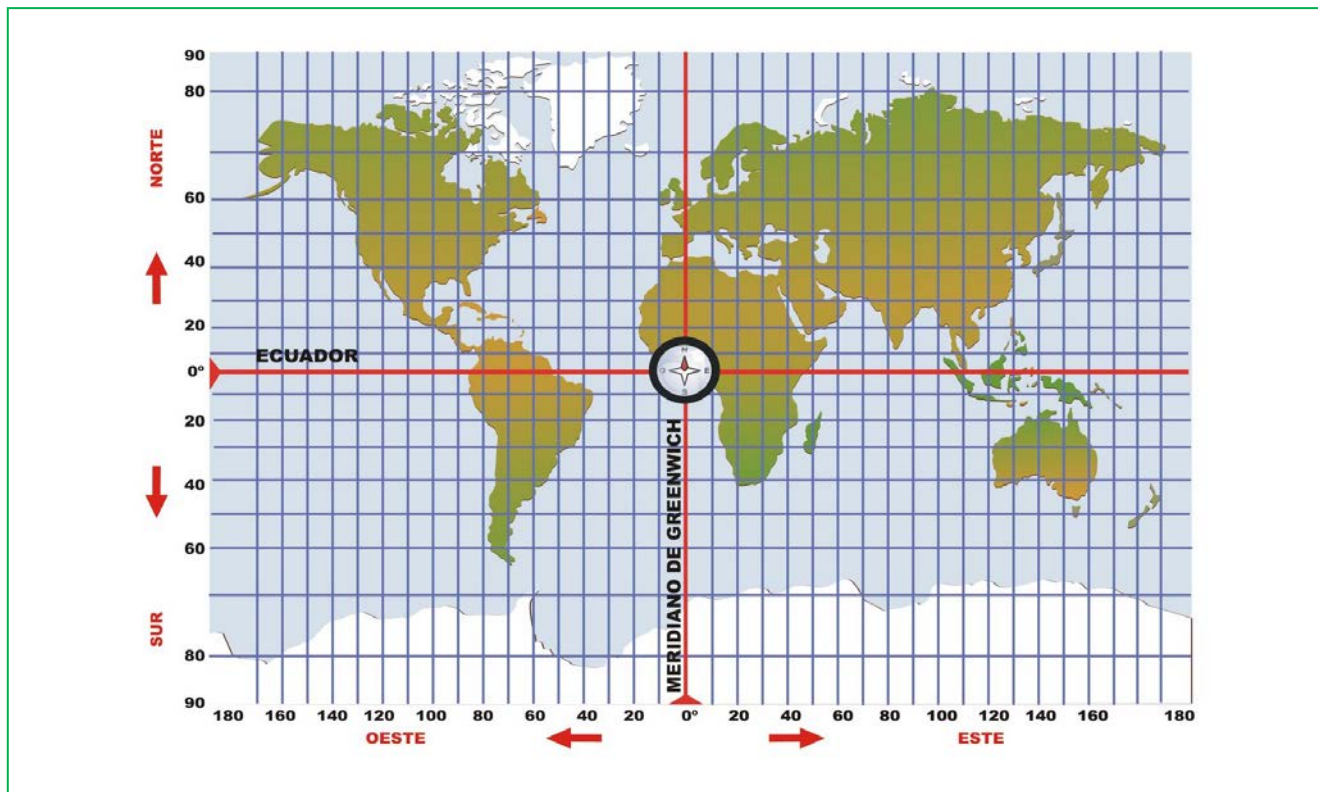 90
80
NORTE
60
40
20
ECUADOR
0º
N
O E
S
20
40
60
SUR
80
90
MERIDIANO DE GREENWICH
180 160 140 120 100 80 60 40 20 0º 20 40 60 80 100 120 140 160 180
OESTE ESTE